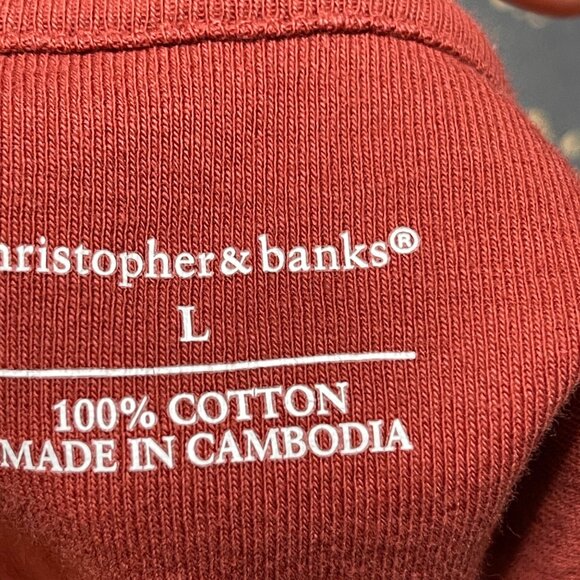 hristopher & banks®
L
100% COTTON
MADE IN CAMBODIA